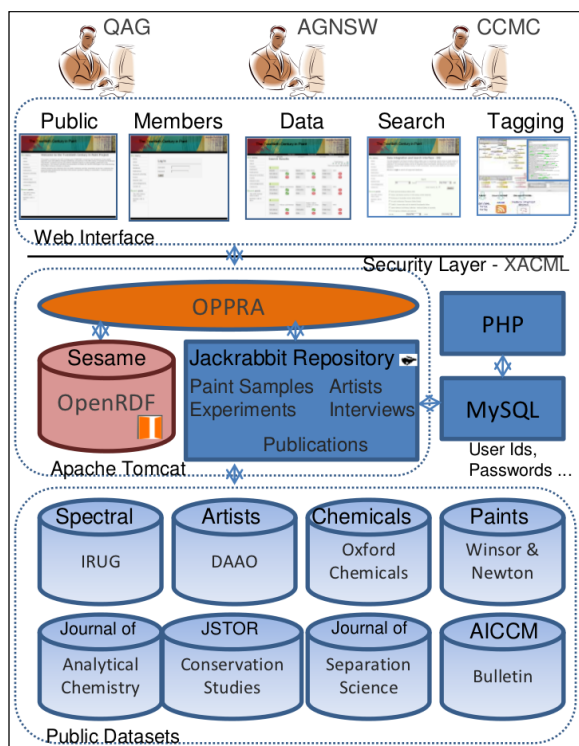 QAG AGNSW CCMC
Public Members Data Search Tagging
Web Interface
Security Layer - XACML
OPPRA
PHP
Sesame
OpenRDF
Jackrabbit Repository
Paint Samples Artists
Experiments Interviews
Publications
MySQL
User Ids,
Passwords ...
Apache Tomcat
Spectral Artists Chemicals Paints
IRUG
DAAO
Oxford
Chemicals
Winsor &
Newton
Journal of
Analytical
Chemistry
JSTOR
Conservation
Studies
Journal of
Separation
Science
AICCM
Bulletin
Public Datasets